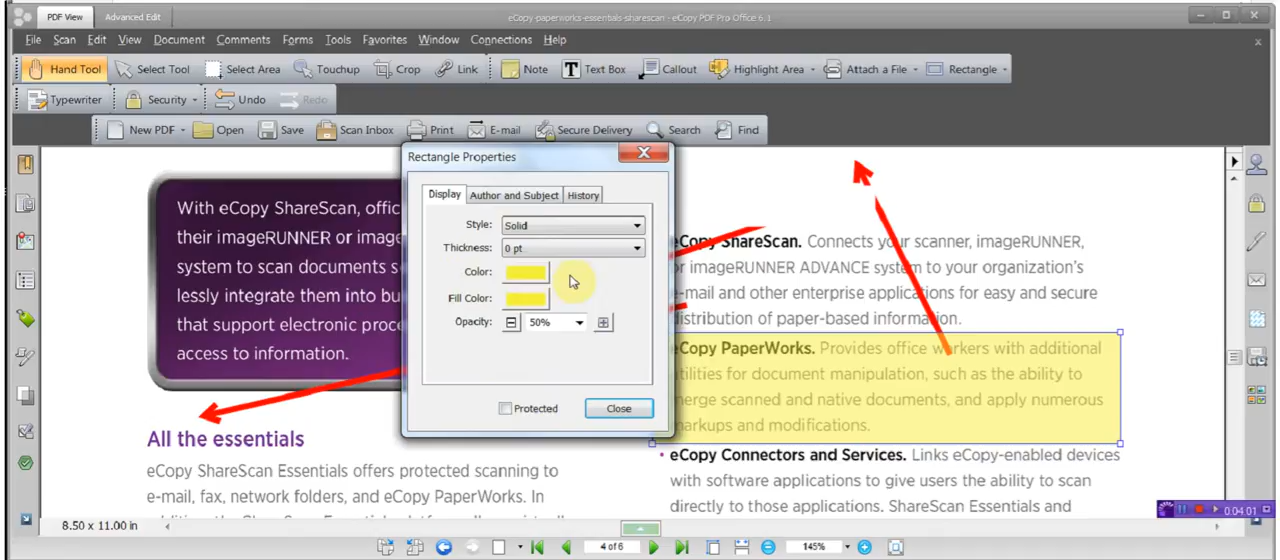 PDF View Advanced Edit eCopy-paperworks-essentials-sharescan - eCopy PDF Pro Office 6.1
File Scan Edit View Document Comments Forms Tools Favorites Window Connections Help
Hand Tool Select Tool Select Area Touchup Crop Link Note Text Box Callout Highlight Area Attach a File Rectangle
Typewriter Security Undo Redo
New PDF Open Save Scan Inbox Print E-mail Secure Delivery Search Find
With eCopy ShareScan, offic
their imageRUNNER or image
system to scan documents s
lessly integrate them into bu
that support electronic proce
access to information.
All the essentials
eCopy ShareScan Essentials offers protected scanning to
e-mail, fax, network folders, and eCopy PaperWorks. In
Rectangle Properties
Display Author and Subject History
Style: Solid
Thickness: 0 pt
Color:
Fill Color:
Opacity: 50%
Protected Close
eCopy ShareScan. Connects your scanner, imageRUNNER,
or imageRUNNER ADVANCE system to your organization's
e-mail and other enterprise applications for easy and secure
distribution of paper-based information.
eCopy PaperWorks. Provides office workers with additional
utilities for document manipulation, such as the ability to
merge scanned and native documents, and apply numerous
markups and modifications.
• eCopy Connectors and Services. Links eCopy-enabled devices
with software applications to give users the ability to scan
directly to those applications. ShareScan Essentials and
0:04:01
8.50 x 11.00 in
4 of 6 145%